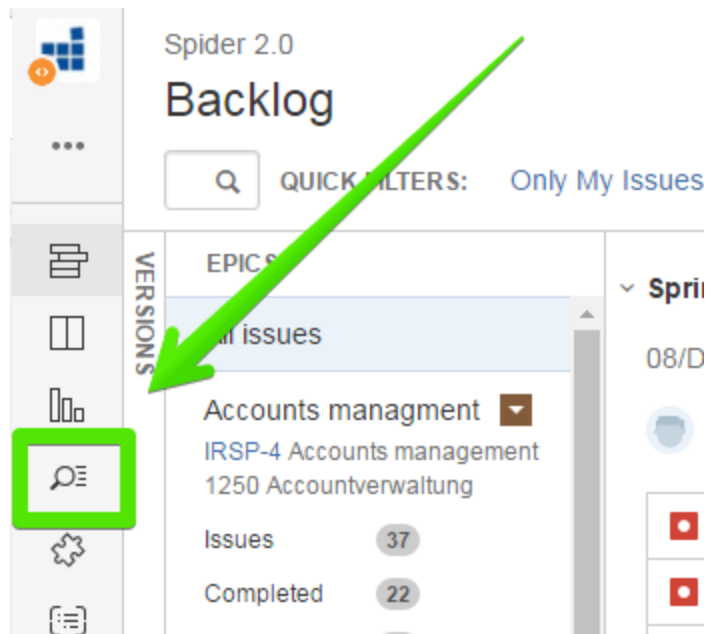 Spider 2.0
Backlog
QUICK FILTERS: Only My Issues
VERSIONS
EPICS
All issues
08/D
Accounts managment
IRSP-4 Accounts management
1250 Accountverwaltung
Issues 37
Completed 22